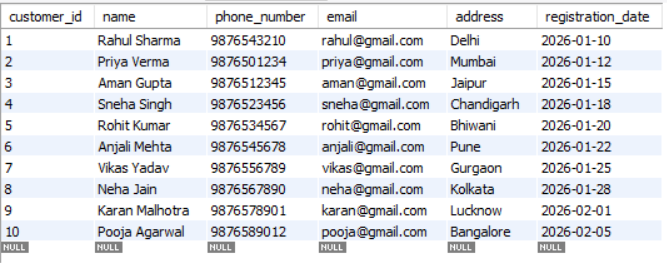 customer_id name phone_number email address registration_date
1 Rahul Sharma 9876543210 rahul@gmail.com Delhi 2026-01-10
2 Priya Verma 9876501234 priya@gmail.com Mumbai 2026-01-12
3 Aman Gupta 9876512345 aman@gmail.com Jaipur 2026-01-15
4 Sneha Singh 9876523456 sneha@gmail.com Chandigarh 2026-01-18
5 Rohit Kumar 9876534567 rohit@gmail.com Bhiwani 2026-01-20
6 Anjali Mehta 9876545678 anjali@gmail.com Pune 2026-01-22
7 Vikas Yadav 9876556789 vikas@gmail.com Gurgaon 2026-01-25
8 Neha Jain 9876567890 neha@gmail.com Kolkata 2026-01-28
9 Karan Malhotra 9876578901 karan@gmail.com Lucknow 2026-02-01
10 Pooja Agarwal 9876589012 pooja@gmail.com Bangalore 2026-02-05
NULL NULL NULL NULL NULL NULL